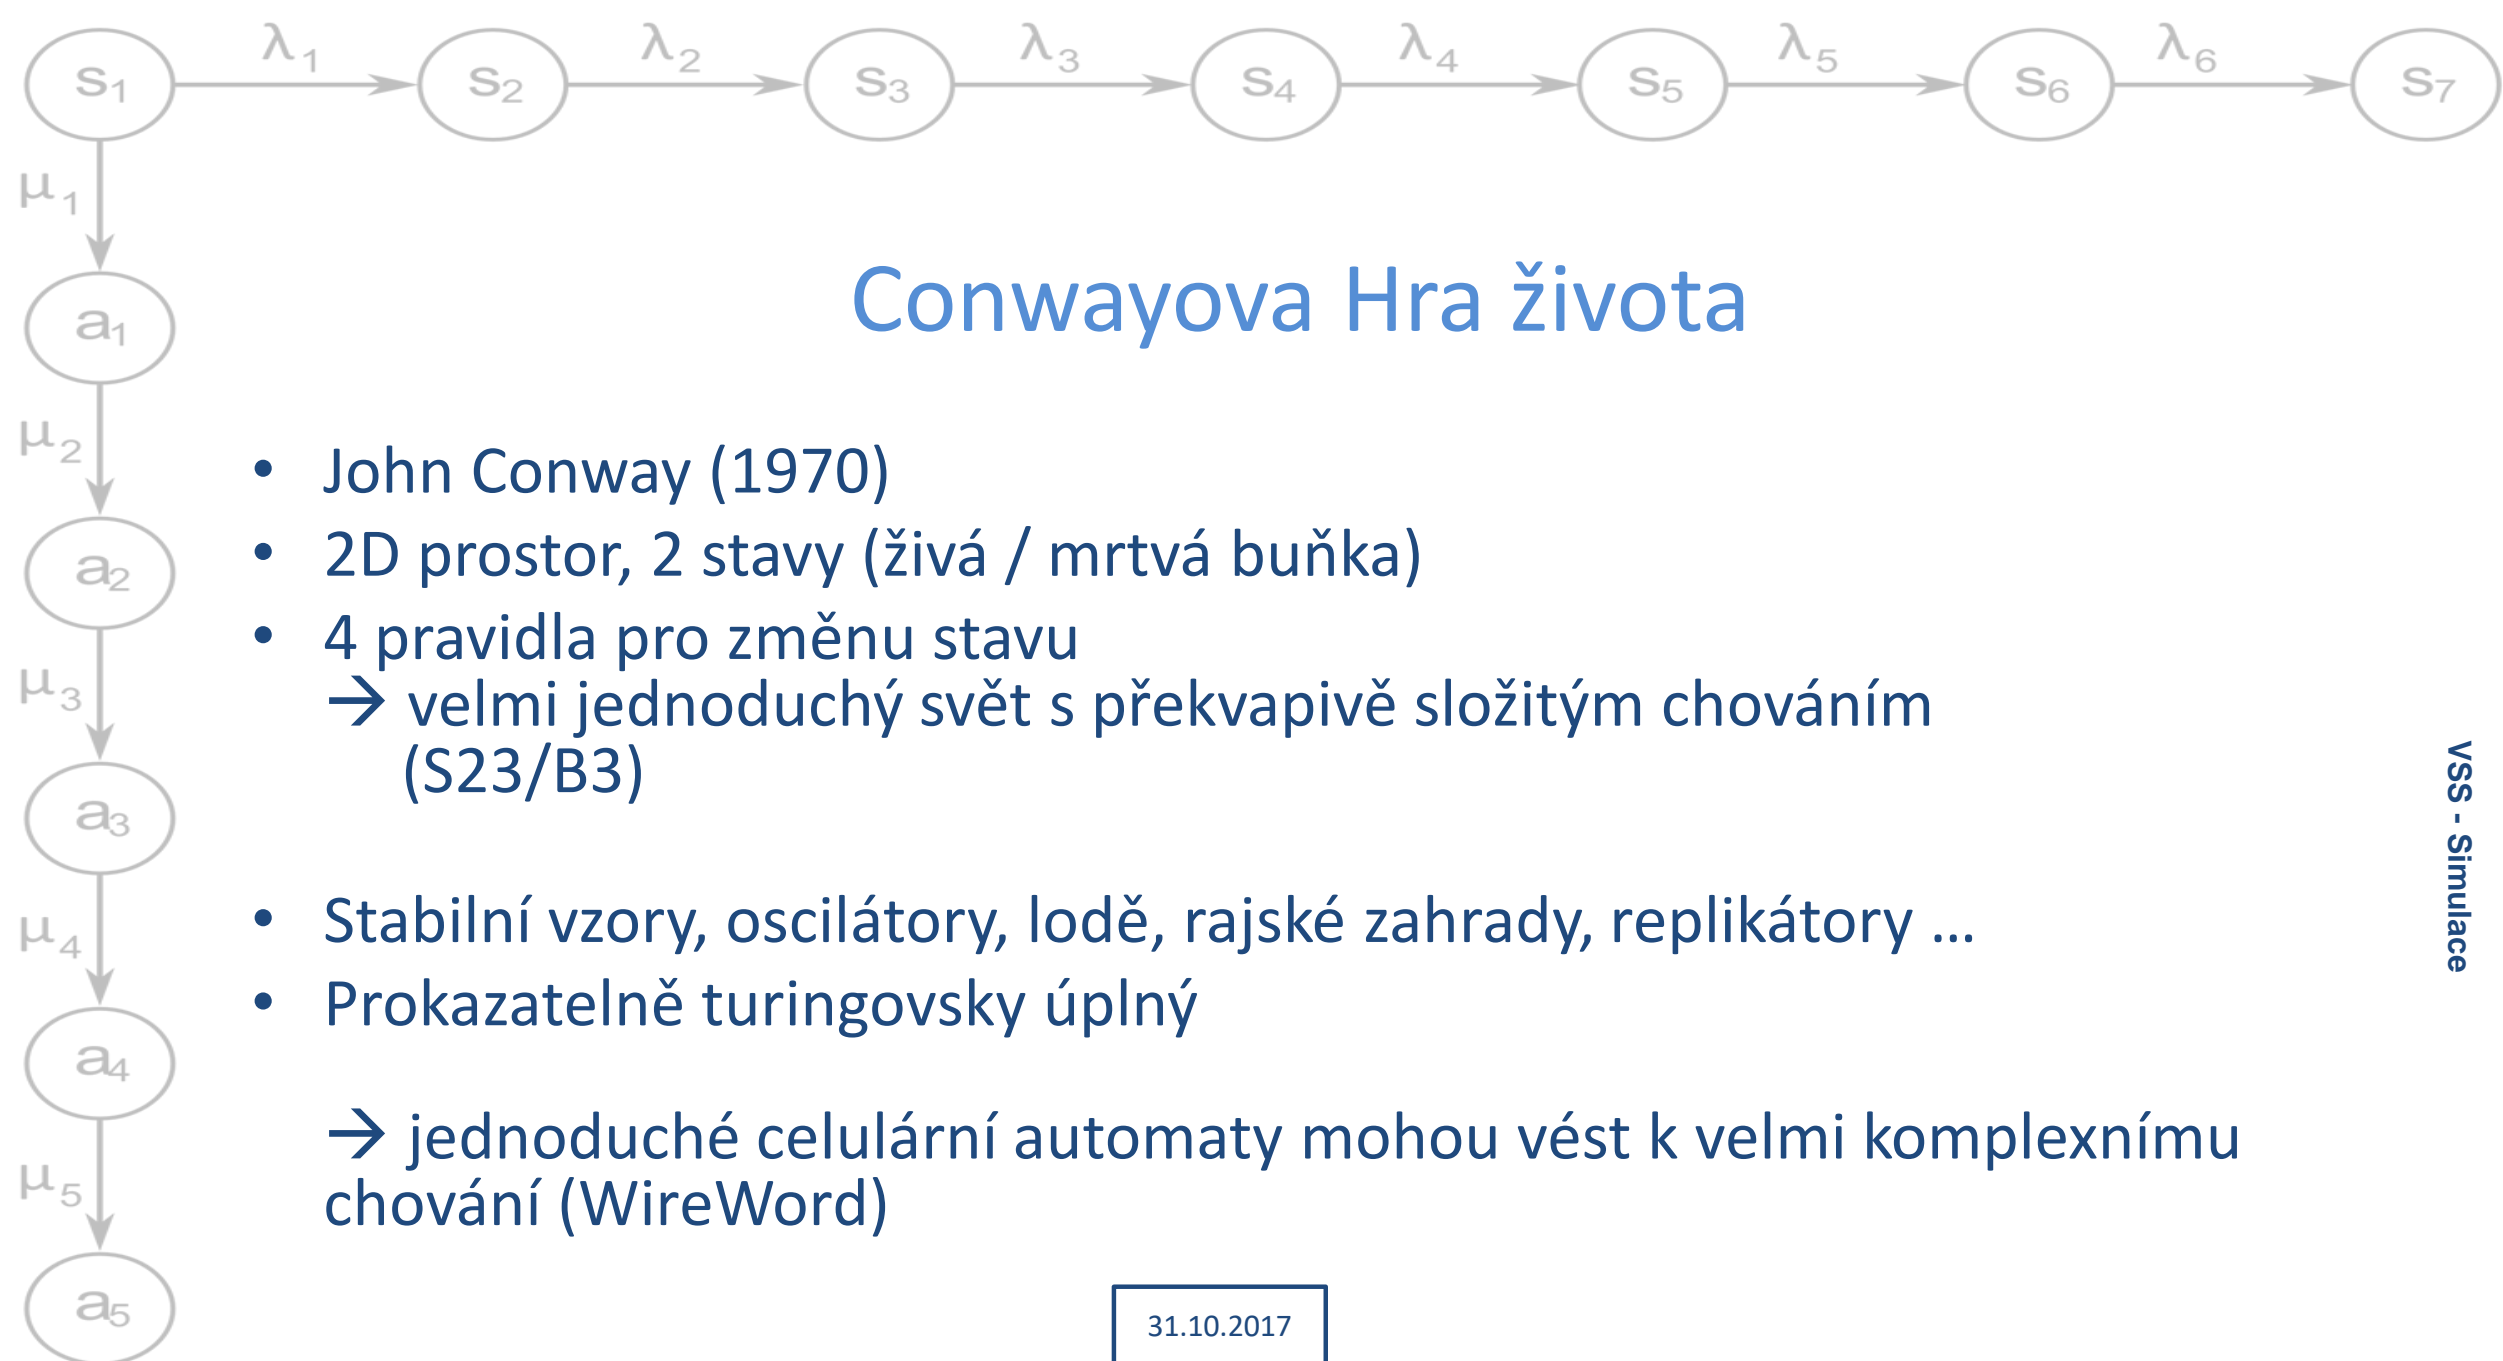 s1 λ1 s2 λ2 s3 λ3 s4 λ4 s5 λ5 s6 λ6 s7
μ1
a1
μ2
a2
μ3
a3
μ4
a4
μ5
a5
Conwayova Hra života
• John Conway (1970)
• 2D prostor, 2 stavy (živá / mrtvá buňka)
• 4 pravidla pro změnu stavu
→ velmi jednoduchý svět s překvapivě složitým chováním
(S23/B3)
• Stabilní vzory, oscilátory, lodě, rajské zahrady, replikátory ...
• Prokazatelně turingovsky úplný
→ jednoduché celulární automaty mohou vést k velmi komplexnímu
chování (WireWord)
VSS - Simulace
31.10.2017